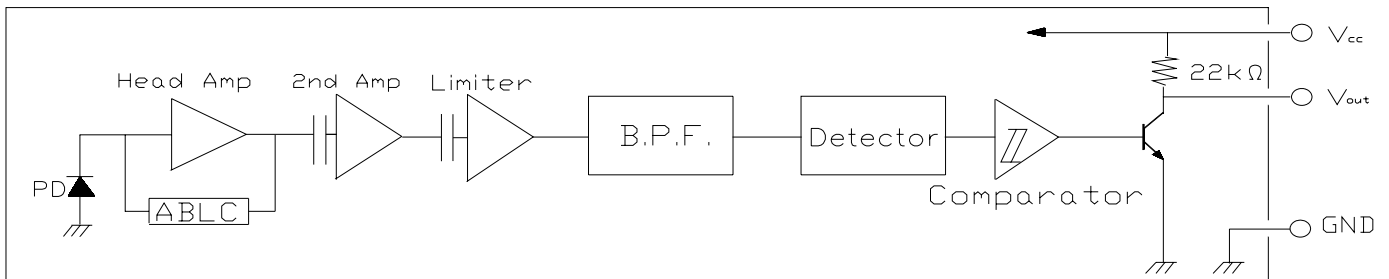 Vcc
Head Amp
2nd Amp
Limiter
22kΩ
Vout
B.P.F.
Detector
PD
ABLC
Comparator
GND